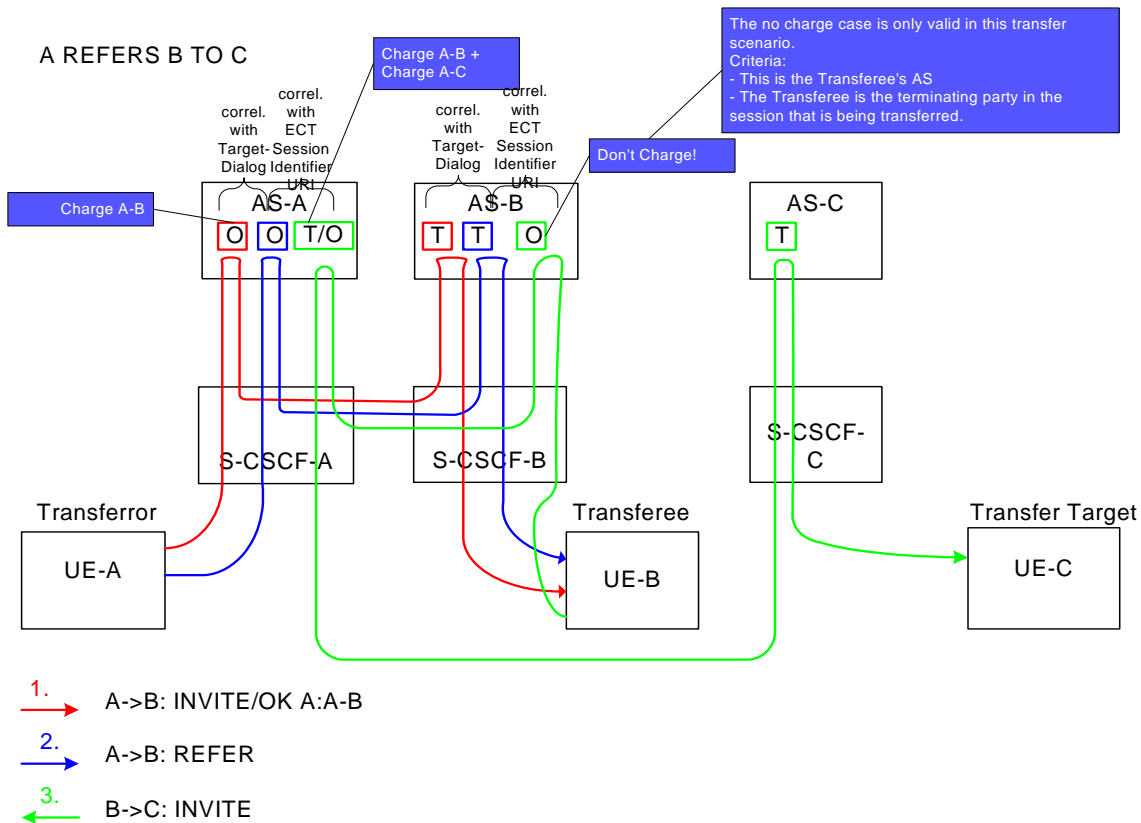 The no charge case is only valid in this transfer
scenario.
Criteria:
- This is the Transferee's AS
- The Transferee is the terminating party in the
session that is being transferred.
A REFERS B TO C
Charge A-B +
Charge A-C
correl.
with
Target-
Dialog
correl.
with
ECT
Session
Identifier
URI
correl.
with
Target-
Dialog
correl.
with
ECT
Session
Identifier
URI
Don't Charge!
Charge A-B
AS-A
O
O
T/O
AS-B
T
T
O
AS-C
T
S-CSCF-A
S-CSCF-B
S-CSCF-
C
Transferror
UE-A
Transferee
UE-B
Transfer Target
UE-C
1.
A->B: INVITE/OK A:A-B
2.
A->B: REFER
3.
B->C: INVITE